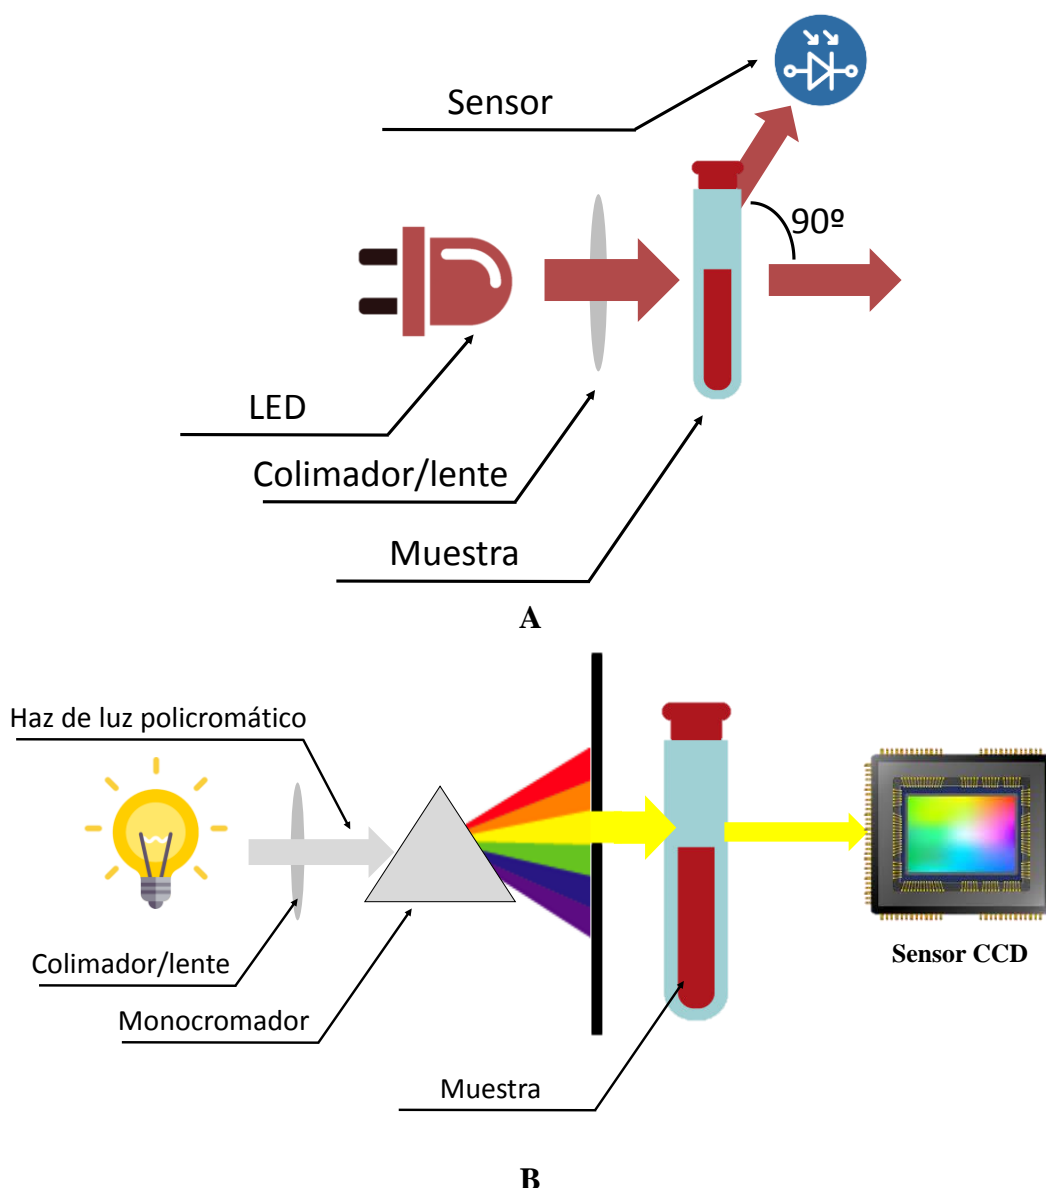 Sensor
90º
LED
Colimador/lente
Muestra
A
Haz de luz policromático
Colimador/lente
Sensor CCD
Monocromador
Muestra
B